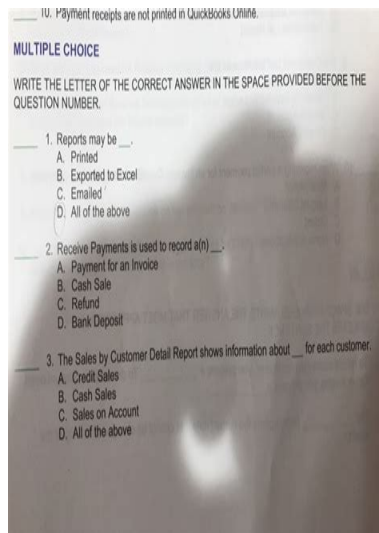 ____ 10. Payment receipts are not printed in QuickBooks Online.
MULTIPLE CHOICE
WRITE THE LETTER OF THE CORRECT ANSWER IN THE SPACE PROVIDED BEFORE THE
QUESTION NUMBER.
____ 1. Reports may be __.
A. Printed
B. Exported to Excel
C. Emailed
D. All of the above
____ 2. Receive Payments is used to record a(n) __.
A. Payment for an Invoice
B. Cash Sale
C. Refund
D. Bank Deposit
____ 3. The Sales by Customer Detail Report shows information about __ for each customer.
A. Credit Sales
B. Cash Sales
C. Sales on Account
D. All of the above